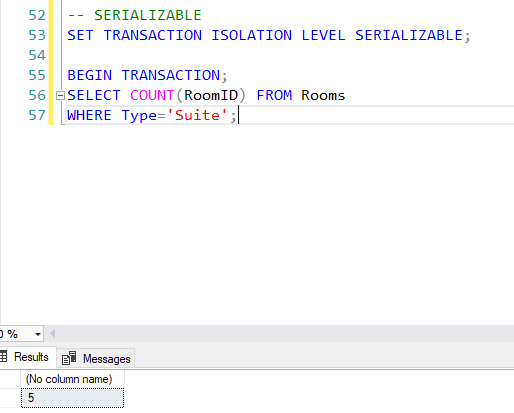 52 -- SERIALIZABLE
53 SET TRANSACTION ISOLATION LEVEL SERIALIZABLE;
54
55 BEGIN TRANSACTION;
56 SELECT COUNT(RoomID) FROM Rooms
57 WHERE Type='Suite';
0 %
Results Messages
(No column name)
5